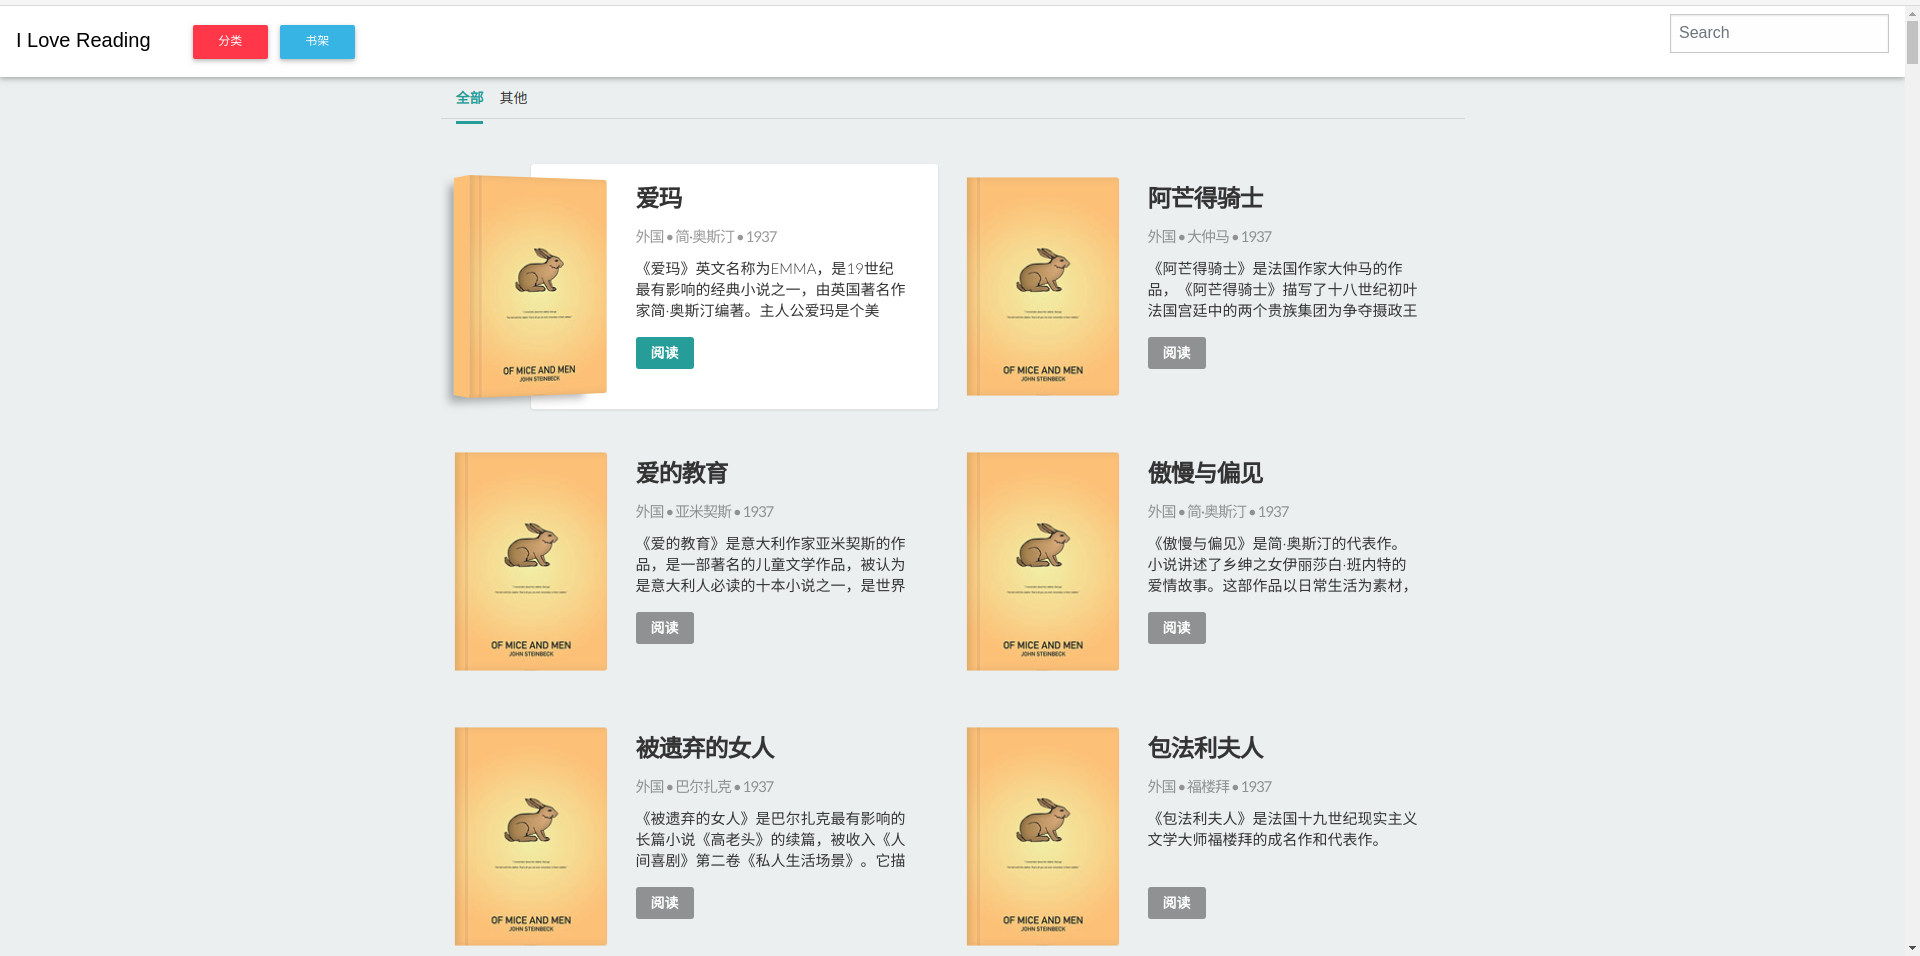 I Love Reading
分类
书架
Search
全部
其他
爱玛
外国 • 简·奥斯汀 • 1937
《爱玛》英文名称为EMMA，是19世纪
最有影响的经典小说之一，由英国著名作
家简·奥斯汀编著。主人公爱玛是个美
阅读
OF MICE AND MEN
JOHN STEINBECK
阿芒得骑士
外国 • 大仲马 • 1937
《阿芒得骑士》是法国作家大仲马的作
品，《阿芒得骑士》描写了十八世纪初叶
法国宫廷中的两个贵族集团为争夺摄政王
阅读
OF MICE AND MEN
JOHN STEINBECK
爱的教育
外国 • 亚米契斯 • 1937
《爱的教育》是意大利作家亚米契斯的作
品，是一部著名的儿童文学作品，被认为
是意大利人必读的十本小说之一，是世界
阅读
OF MICE AND MEN
JOHN STEINBECK
傲慢与偏见
外国 • 简·奥斯汀 • 1937
《傲慢与偏见》是简·奥斯汀的代表作。
小说讲述了乡绅之女伊丽莎白·班内特的
爱情故事。这部作品以日常生活为素材，
阅读
OF MICE AND MEN
JOHN STEINBECK
被遗弃的女人
外国 • 巴尔扎克 • 1937
《被遗弃的女人》是巴尔扎克最有影响的
长篇小说《高老头》的续篇，被收入《人
间喜剧》第二卷《私人生活场景》。它描
阅读
OF MICE AND MEN
JOHN STEINBECK
包法利夫人
外国 • 福楼拜 • 1937
《包法利夫人》是法国十九世纪现实主义
文学大师福楼拜的成名作和代表作。
阅读
OF MICE AND MEN
JOHN STEINBECK